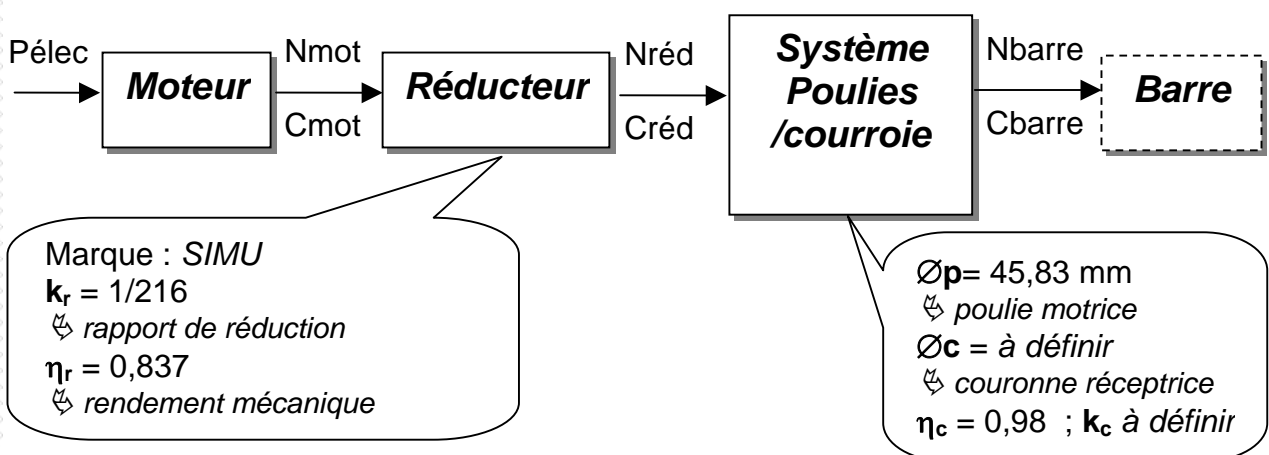 Pélec
Moteur
Nmot
Cmot
Réducteur
Nréd
Créd
Système
Poulies
/courroie
Nbarre
Cbarre
Barre
Marque : SIMU
kr = 1/216
↳ rapport de réduction
ηr = 0,837
↳ rendement mécanique
∅p= 45,83 mm
↳ poulie motrice
∅c = à définir
↳ couronne réceptrice
ηc = 0,98 ; kc à définir